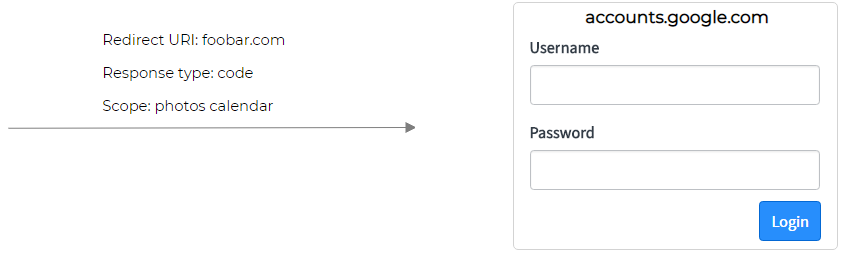 Redirect URI: foobar.com
Response type: code
Scope: photos calendar
accounts.google.com
Username
Password
Login